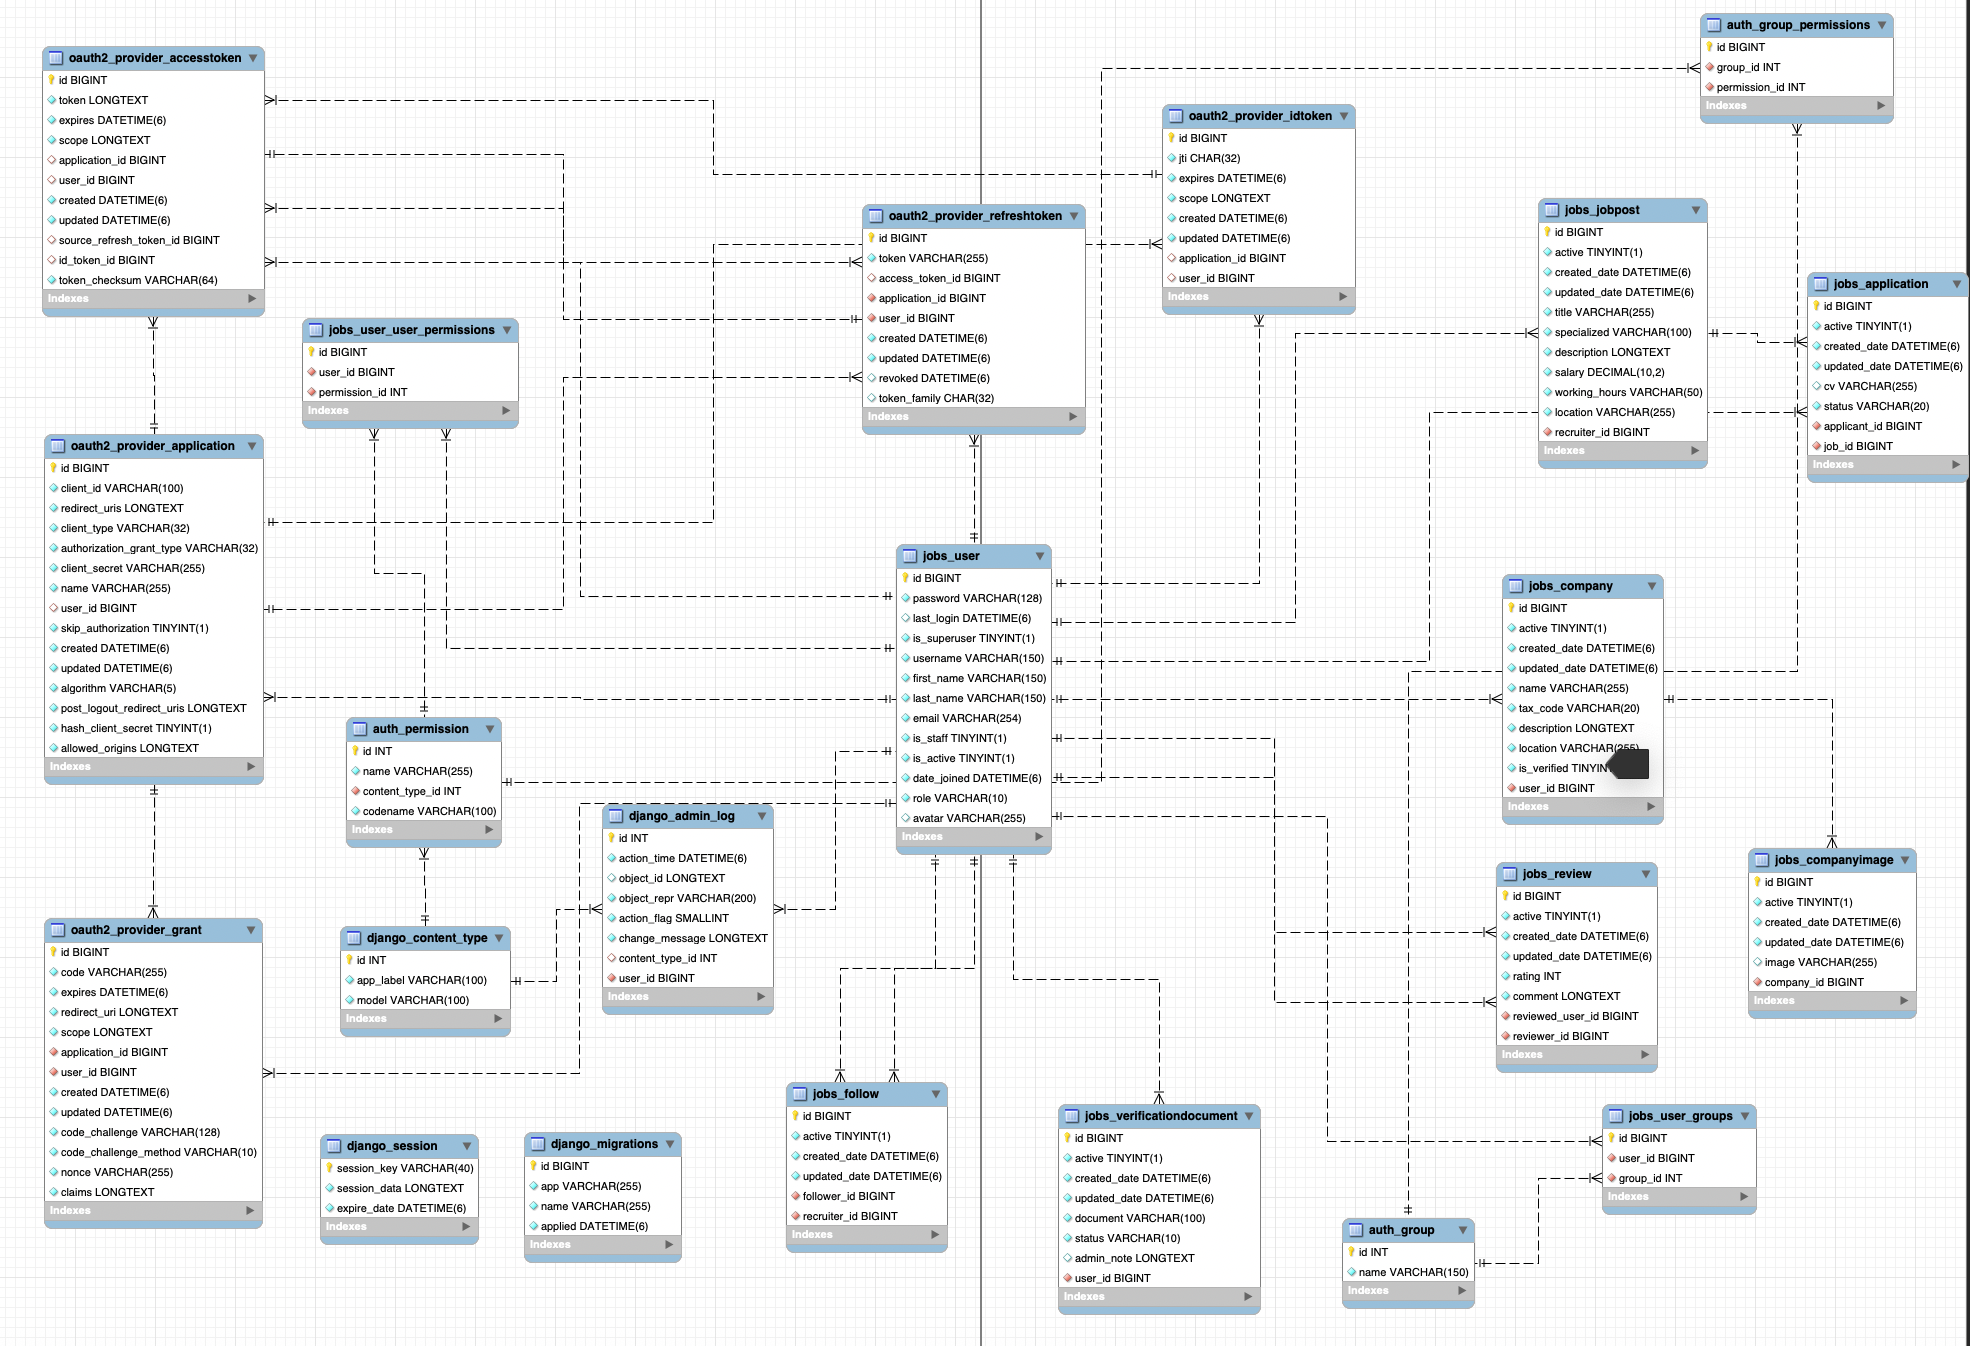 oauth2_provider_accesstoken
id BIGINT
token LONGTEXT
expires DATETIME(6)
scope LONGTEXT
application_id BIGINT
user_id BIGINT
created DATETIME(6)
updated DATETIME(6)
source_refresh_token_id BIGINT
id_token_id BIGINT
token_checksum VARCHAR(64)
Indexes
jobs_user_user_permissions
id BIGINT
user_id BIGINT
permission_id INT
Indexes
oauth2_provider_application
id BIGINT
client_id VARCHAR(100)
redirect_uris LONGTEXT
client_type VARCHAR(32)
authorization_grant_type VARCHAR(32)
client_secret VARCHAR(255)
name VARCHAR(255)
user_id BIGINT
skip_authorization TINYINT(1)
created DATETIME(6)
updated DATETIME(6)
algorithm VARCHAR(5)
post_logout_redirect_uris LONGTEXT
hash_client_secret TINYINT(1)
allowed_origins LONGTEXT
Indexes
auth_permission
id INT
name VARCHAR(255)
content_type_id INT
codename VARCHAR(100)
Indexes
oauth2_provider_grant
id BIGINT
code VARCHAR(255)
expires DATETIME(6)
redirect_uri LONGTEXT
scope LONGTEXT
application_id BIGINT
user_id BIGINT
created DATETIME(6)
updated DATETIME(6)
code_challenge VARCHAR(128)
code_challenge_method VARCHAR(10)
nonce VARCHAR(255)
claims LONGTEXT
Indexes
django_content_type
id INT
app_label VARCHAR(100)
model VARCHAR(100)
Indexes
django_session
session_key VARCHAR(40)
session_data LONGTEXT
expire_date DATETIME(6)
Indexes
django_migrations
id BIGINT
app VARCHAR(255)
name VARCHAR(255)
applied DATETIME(6)
Indexes
django_admin_log
id INT
action_time DATETIME(6)
object_id LONGTEXT
object_repr VARCHAR(200)
action_flag SMALLINT
change_message LONGTEXT
content_type_id INT
user_id BIGINT
Indexes
oauth2_provider_refreshtoken
id BIGINT
token VARCHAR(255)
access_token_id BIGINT
application_id BIGINT
user_id BIGINT
created DATETIME(6)
updated DATETIME(6)
revoked DATETIME(6)
token_family CHAR(32)
Indexes
jobs_user
id BIGINT
password VARCHAR(128)
last_login DATETIME(6)
is_superuser TINYINT(1)
username VARCHAR(150)
first_name VARCHAR(150)
last_name VARCHAR(150)
email VARCHAR(254)
is_staff TINYINT(1)
is_active TINYINT(1)
date_joined DATETIME(6)
role VARCHAR(10)
avatar VARCHAR(255)
Indexes
jobs_follow
id BIGINT
active TINYINT(1)
created_date DATETIME(6)
updated_date DATETIME(6)
follower_id BIGINT
recruiter_id BIGINT
Indexes
oauth2_provider_idtoken
id BIGINT
jti CHAR(32)
expires DATETIME(6)
scope LONGTEXT
created DATETIME(6)
updated DATETIME(6)
application_id BIGINT
user_id BIGINT
Indexes
jobs_verificationdocument
id BIGINT
active TINYINT(1)
created_date DATETIME(6)
updated_date DATETIME(6)
document VARCHAR(100)
status VARCHAR(10)
admin_note LONGTEXT
user_id BIGINT
Indexes
auth_group_permissions
id BIGINT
group_id INT
permission_id INT
Indexes
jobs_jobpost
id BIGINT
active TINYINT(1)
created_date DATETIME(6)
updated_date DATETIME(6)
title VARCHAR(255)
specialized VARCHAR(100)
description LONGTEXT
salary DECIMAL(10,2)
working_hours VARCHAR(50)
location VARCHAR(255)
recruiter_id BIGINT
Indexes
jobs_application
id BIGINT
active TINYINT(1)
created_date DATETIME(6)
updated_date DATETIME(6)
cv VARCHAR(255)
status VARCHAR(20)
applicant_id BIGINT
job_id BIGINT
Indexes
jobs_company
id BIGINT
active TINYINT(1)
created_date DATETIME(6)
updated_date DATETIME(6)
name VARCHAR(255)
tax_code VARCHAR(20)
description LONGTEXT
location VARCHAR(255)
is_verified
user_id BIGINT
Indexes
jobs_review
id BIGINT
active TINYINT(1)
created_date DATETIME(6)
updated_date DATETIME(6)
rating INT
comment LONGTEXT
reviewed_user_id BIGINT
reviewer_id BIGINT
Indexes
jobs_companyimage
id BIGINT
active TINYINT(1)
created_date DATETIME(6)
updated_date DATETIME(6)
image VARCHAR(255)
company_id BIGINT
Indexes
jobs_user_groups
id BIGINT
user_id BIGINT
group_id INT
Indexes
auth_group
id INT
name VARCHAR(150)
Indexes